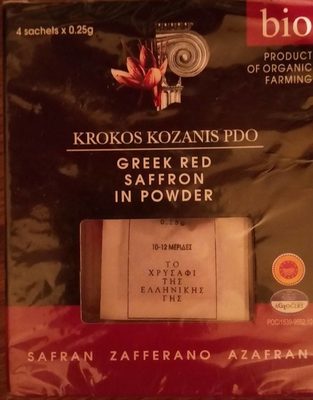 4 sachets x 0.25g
bio
PRODUCT
OF ORGANIC
FARMING
KROKOS KOZANIS PDO
GREEK RED
SAFFRON
IN POWDER
0.25g
10-12 ΜΕΡΙΔΕΣ
ΤΟ
ΧΡΥΣΑΦΙ
ΤΗΣ
ΕΛΛΗΝΙΚΗΣ
ΓΗΣ
SAFRAN ZAFFERANO AZAFRAN